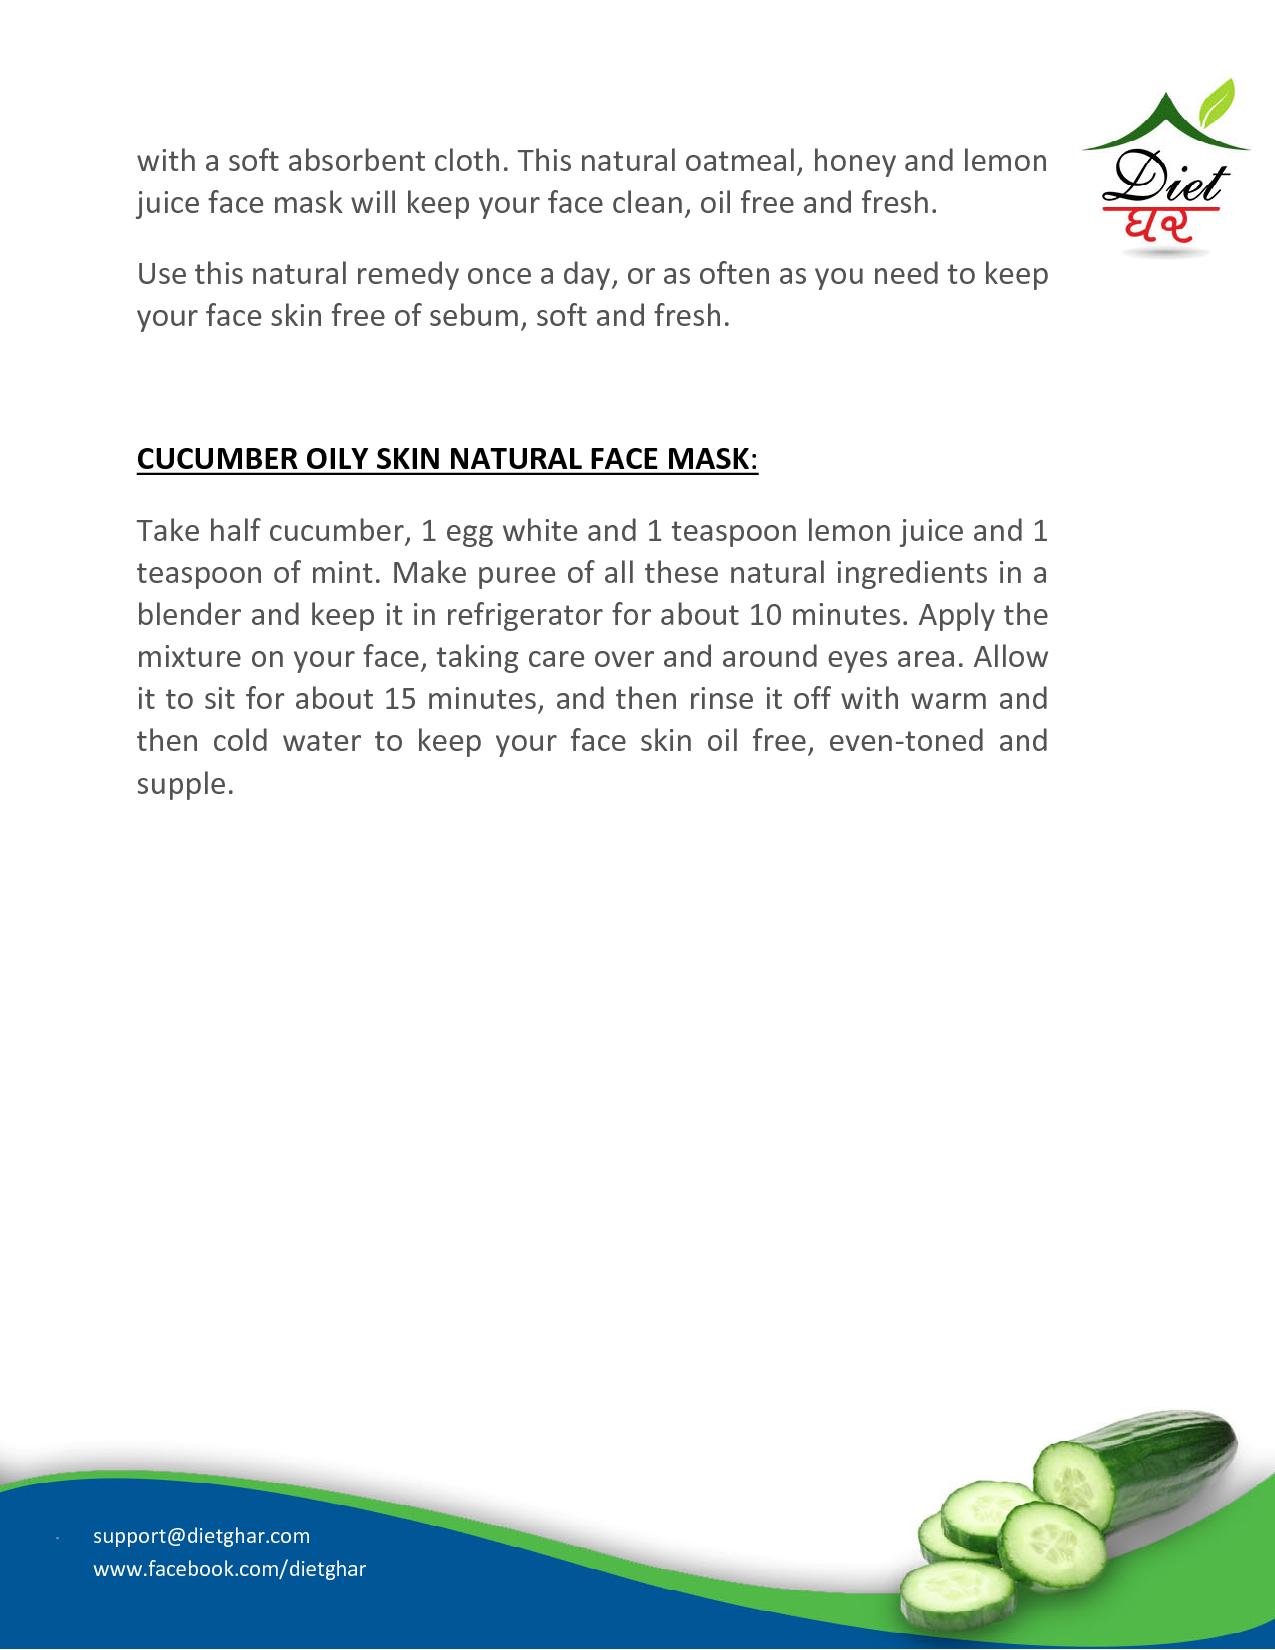 with a soft absorbent cloth. This natural oatmeal, honey and lemon
juice face mask will keep your face clean, oil free and fresh.
Diet
ઘર
Use this natural remedy once a day, or as often as you need to keep
your face skin free of sebum, soft and fresh.
CUCUMBER OILY SKIN NATURAL FACE MASK:
Take half cucumber, 1 egg white and 1 teaspoon lemon juice and 1
teaspoon of mint. Make puree of all these natural ingredients in a
blender and keep it in refrigerator for about 10 minutes. Apply the
mixture on your face, taking care over and around eyes area. Allow
it to sit for about 15 minutes, and then rinse it off with warm and
then cold water to keep your face skin oil free, even-toned and
supple.
support@dietghar.com
www.facebook.com/dietghar